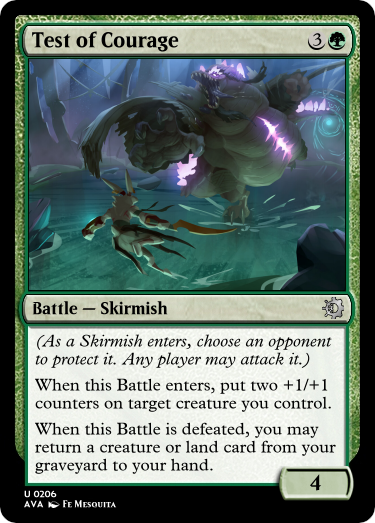 Test of Courage 3
Battle — Skirmish
(As a Skirmish enters, choose an opponent
to protect it. Any player may attack it.)
When this Battle enters, put two +1/+1
counters on target creature you control.
When this Battle is defeated, you may
return a creature or land card from your
graveyard to your hand.
4
U 0206
AVA Fe Mesquita